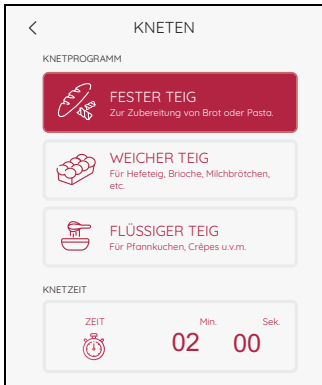 KNETEN
KNETPROGRAMM
FESTER TEIG
Zur Zubereitung von Brot oder Pasta.
WEICHER TEIG
Für Hefeteig, Brioche, Milchbrötchen,
etc.
FLÜSSIGER TEIG
Für Pfannkuchen, Crêpes u.v.m.
KNETZEIT
ZEIT Min. Sek.
02 00